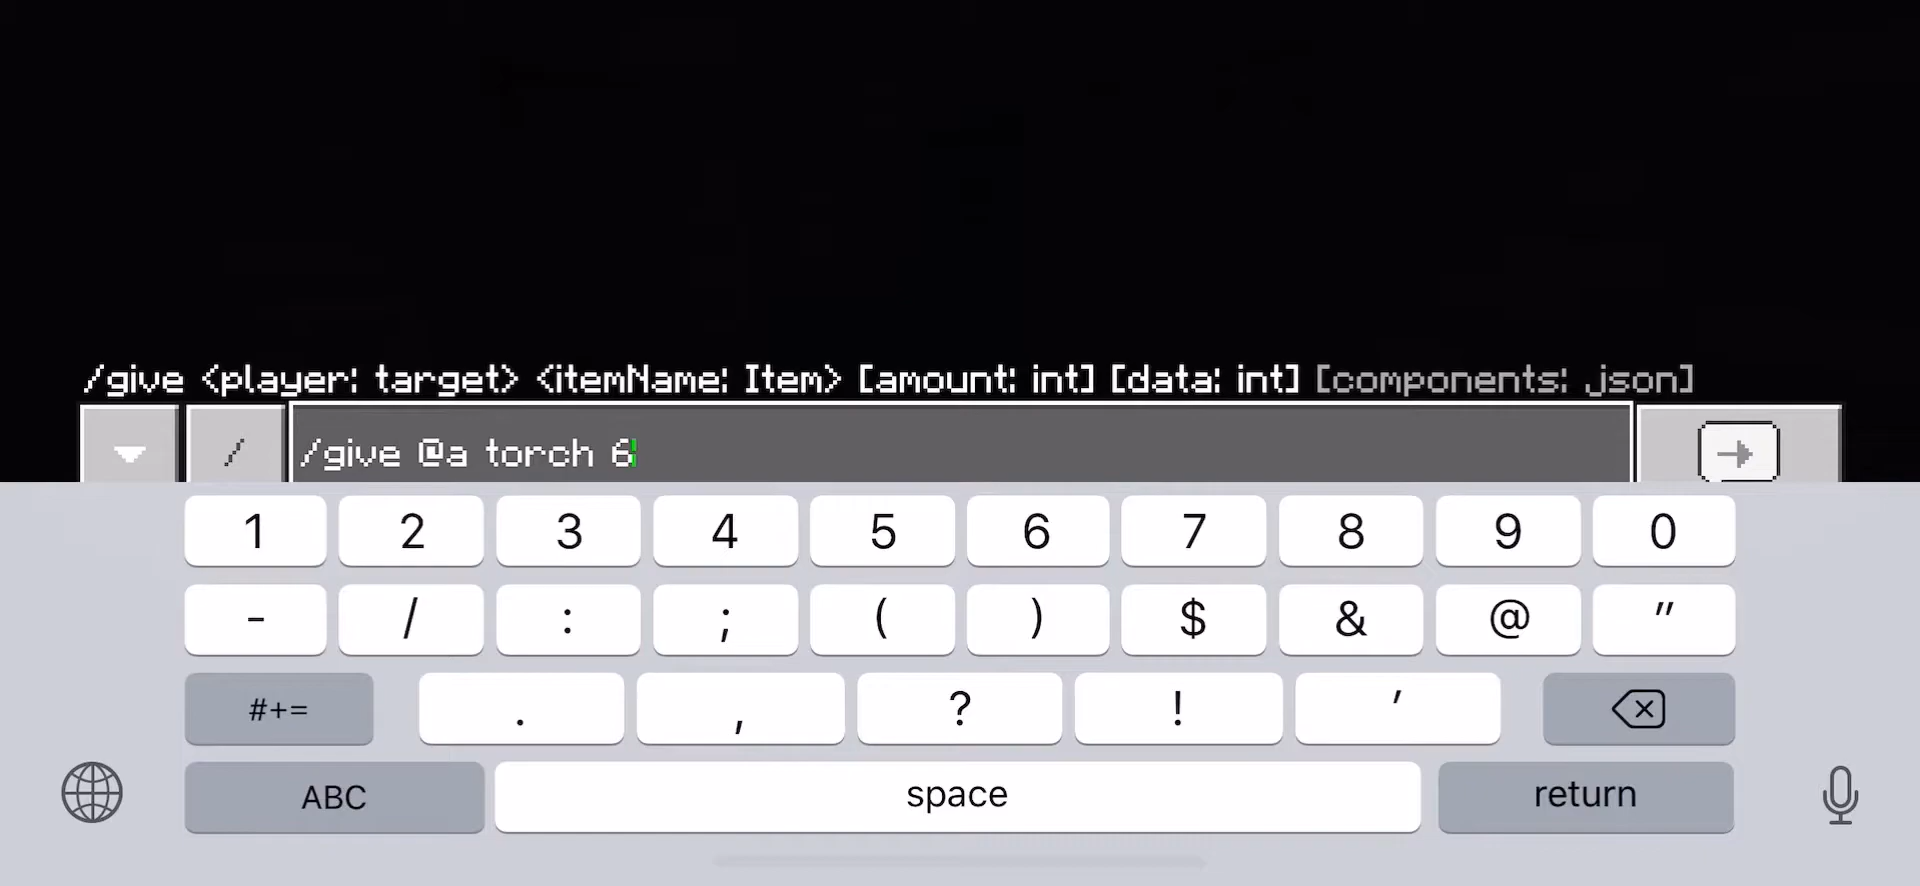 /give <player: target> <itemName: Item> [amount: int] [data: int] [components: json]
/
/give @a torch 6
1 2 3 4 5 6 7 8 9 0
- / : ; ( ) $ & @ "
#+= . , ? ! '
ABC space return